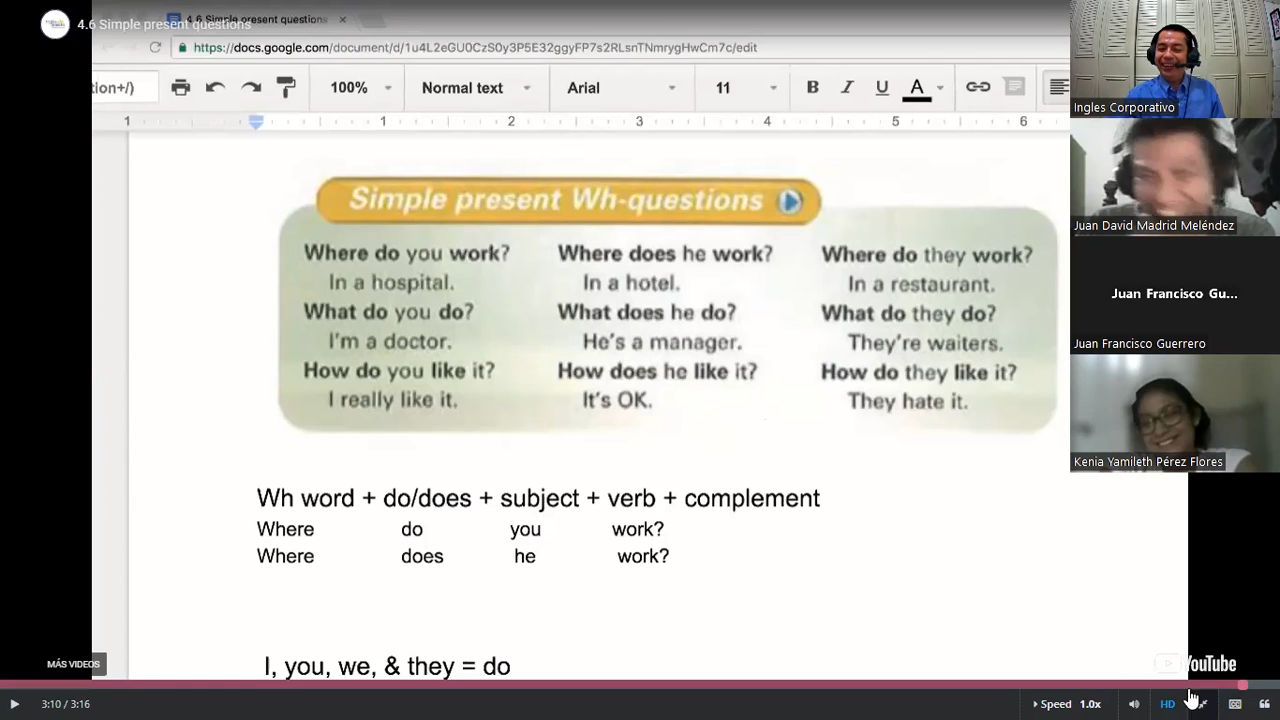 4.6 Simple present questions
4.6 Simple present question
https://docs.google.com/document/d/1u4L2eGU0CzS0y3P5E32ggyFP7s2RLsnTNmrygHwCm7c/edit
tion+/)
100%
Normal text
Arial
11
B I U A
1 1 2 3 4 5 6
Simple present Wh-questions
Where do you work? Where does he work? Where do they work?
In a hospital. In a hotel. In a restaurant.
What do you do? What does he do? What do they do?
I'm a doctor. He's a manager. They're waiters.
How do you like it? How does he like it? How do they like it?
I really like it. It's OK. They hate it.
Wh word + do/does + subject + verb + complement
Where do you work?
Where does he work?
I, you, we, & they = do
Ingles Corporativo
Juan David Madrid Meléndez
Juan Francisco Gu...
Juan Francisco Guerrero
Kenia Yamileth Pérez Flores
MÁS VIDEOS
YouTube
3:10 / 3:16
Speed 1.0x
HD